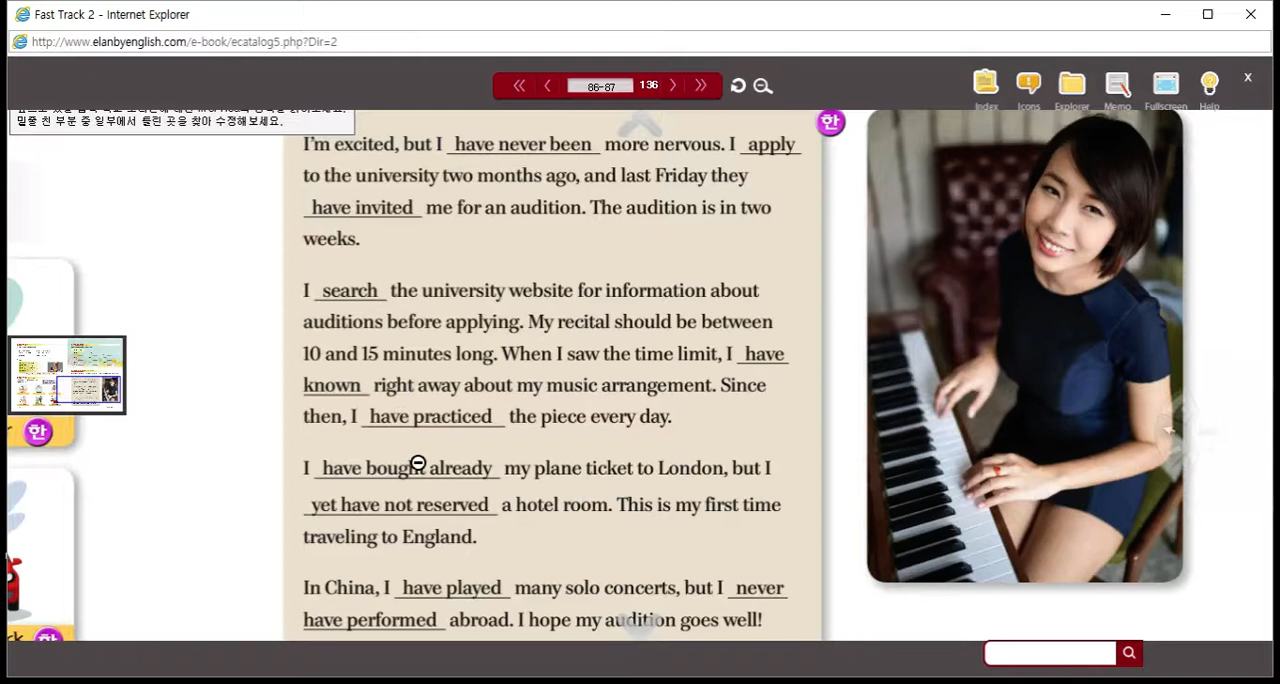 Fast Track 2 - Internet Explorer
http://www.elanbyenglish.com/e-book/ecatalog5.php?Dir=2
86-87 136
Index Icons Explorer Memo Fullscreen Help X
밑줄 친 부분 중 일부에서 틀린 곳을 찾아 수정해보세요.
한
I'm excited, but I have never been more nervous. I apply
to the university two months ago, and last Friday they
have invited me for an audition. The audition is in two
weeks.
I search the university website for information about
auditions before applying. My recital should be between
10 and 15 minutes long. When I saw the time limit, I have
known right away about my music arrangement. Since
then, I have practiced the piece every day.
한
I have bought already my plane ticket to London, but I
yet have not reserved a hotel room. This is my first time
traveling to England.
In China, I have played many solo concerts, but I never
have performed abroad. I hope my audition goes well!